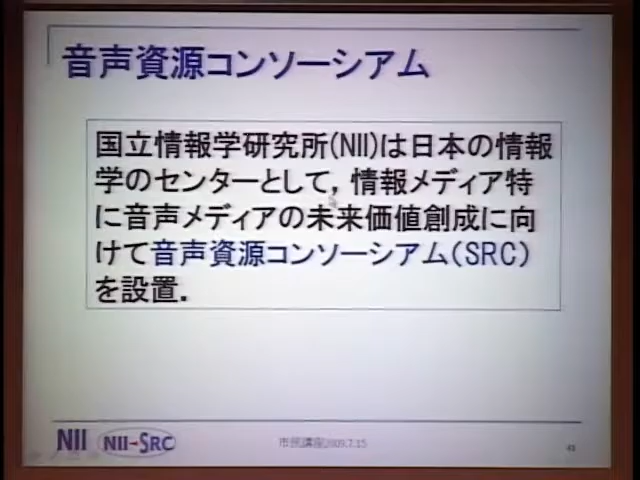 音声資源コンソーシアム
国立情報学研究所(NII)は日本の情報
学のセンターとして，情報メディア特
に音声メディアの未来価値創成に向
けて音声資源コンソーシアム(SRC)
を設置．
NII NII-SRC 市民講座2009.7.15